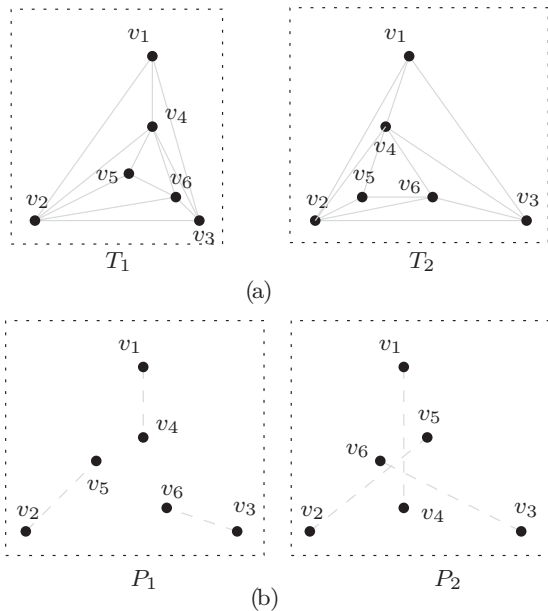 v1 v1
v4
v4
v5 v6 v5 v6
v2 v3 v2 v3
T1 T2
(a)
v1 v1
v4 v5
v5 v6 v6
v2 v3 v2 v4 v3
P1 P2
(b)